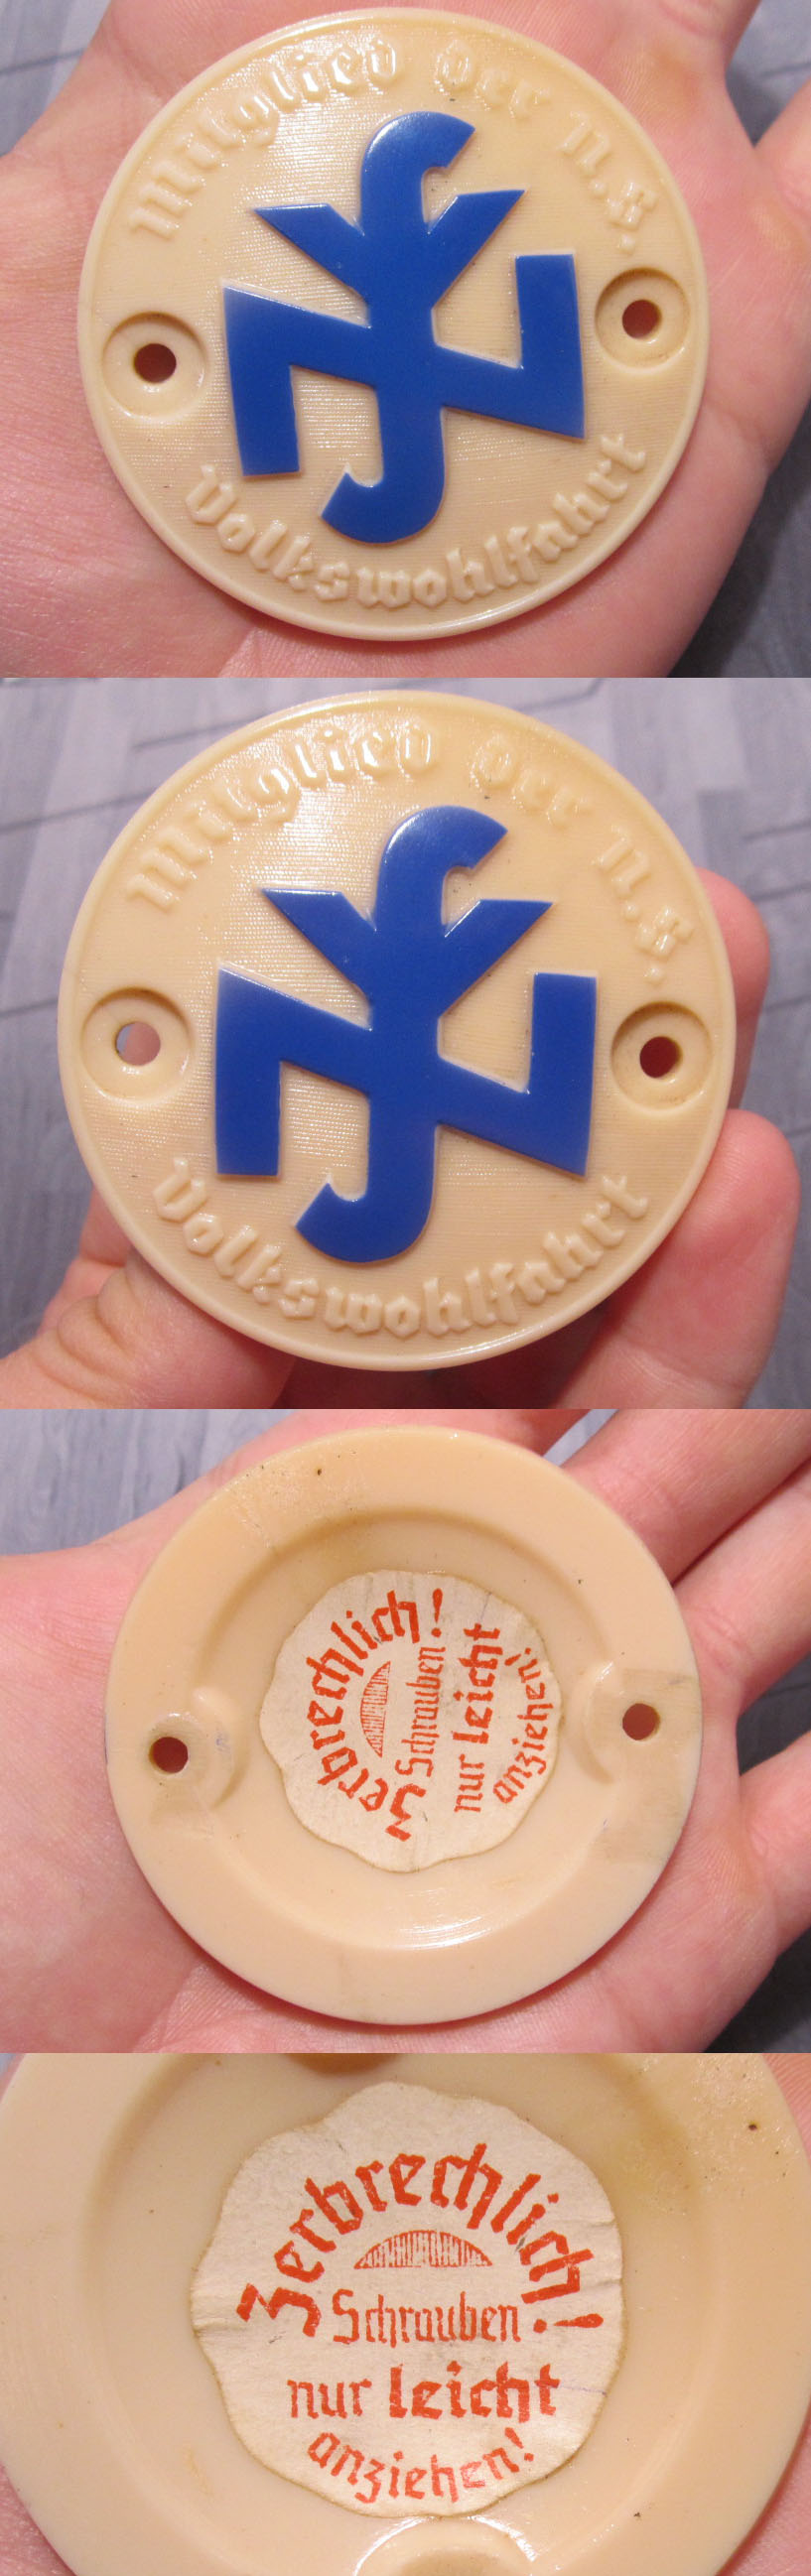 Mitglied der N.S.
Volkswohlfahrt
Mitglied der N.S.
Volkswohlfahrt
Zerbrechlich!
Schrauben
nur leicht
anziehen!
Zerbrechlich!
Schrauben
nur leicht
anziehen!